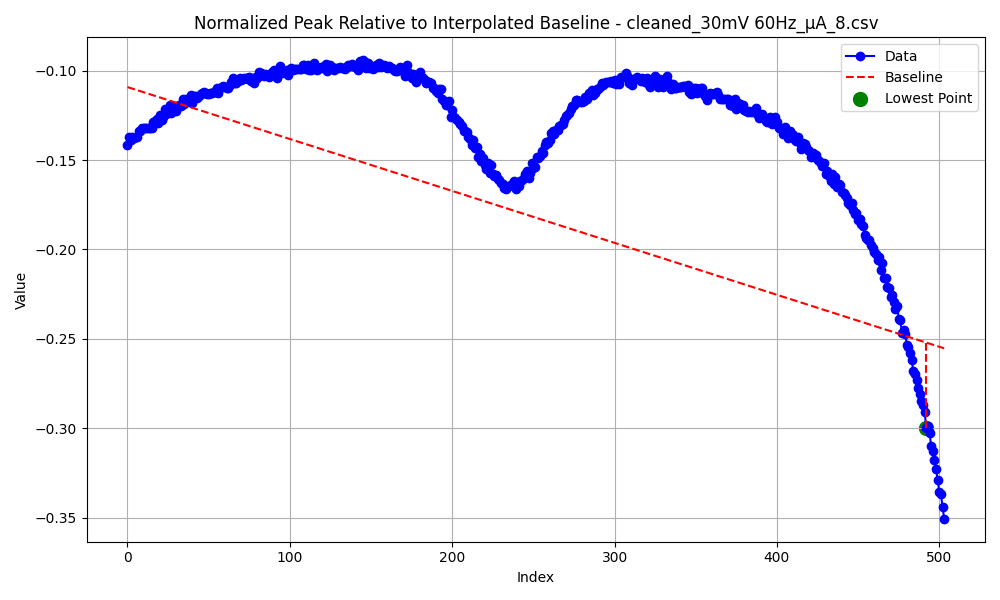 Normalized Peak Relative to Interpolated Baseline - cleaned_30mV 60Hz_μA_8.csv
Data
Baseline
Lowest Point
−0.10
−0.15
−0.20
−0.25
−0.30
−0.35
Value
0 100 200 300 400 500
Index